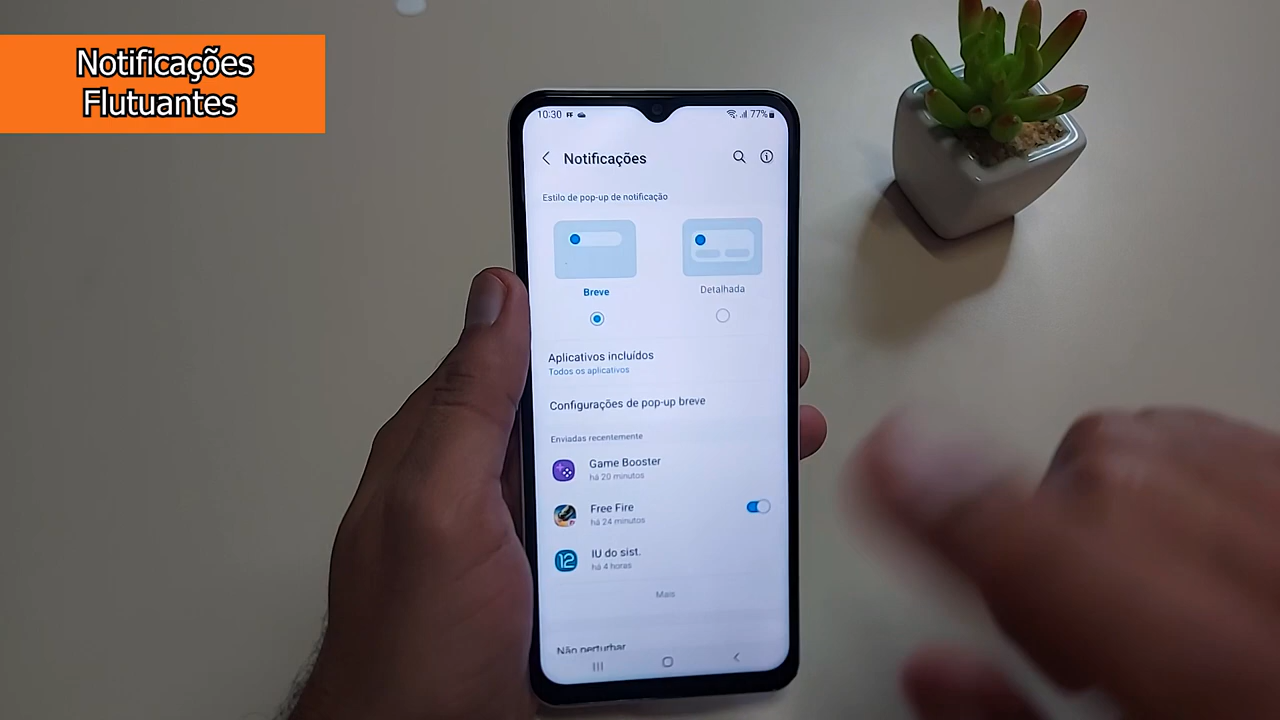 Notificações
Flutuantes
10:30 FF 77%
Notificações
Estilo de pop-up de notificação
Breve
Detalhada
Aplicativos incluídos
Todos os aplicativos
Configurações de pop-up breve
Enviadas recentemente
Game Booster
há 20 minutos
Free Fire
há 24 minutos
12
IU do sist.
há 4 horas
Mais
Não perturbar